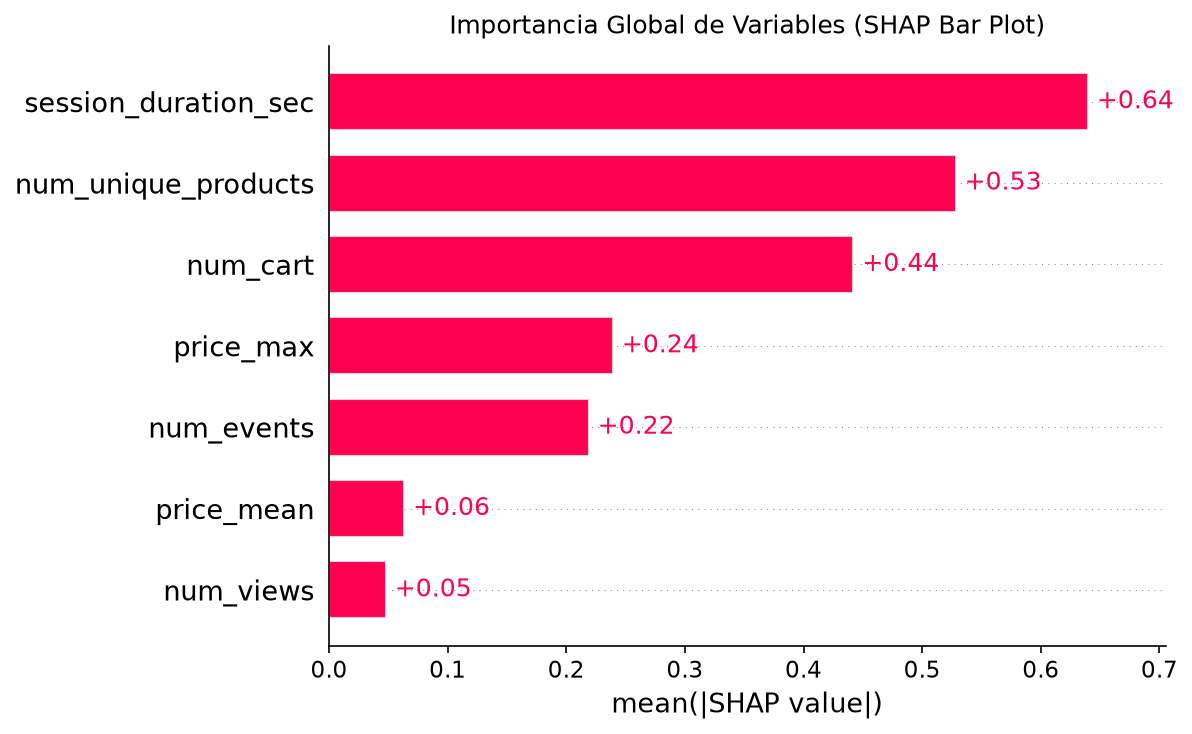 Importancia Global de Variables (SHAP Bar Plot)
session_duration_sec +0.64
num_unique_products +0.53
num_cart +0.44
price_max +0.24
num_events +0.22
price_mean +0.06
num_views +0.05
0.0 0.1 0.2 0.3 0.4 0.5 0.6 0.7
mean(|SHAP value|)